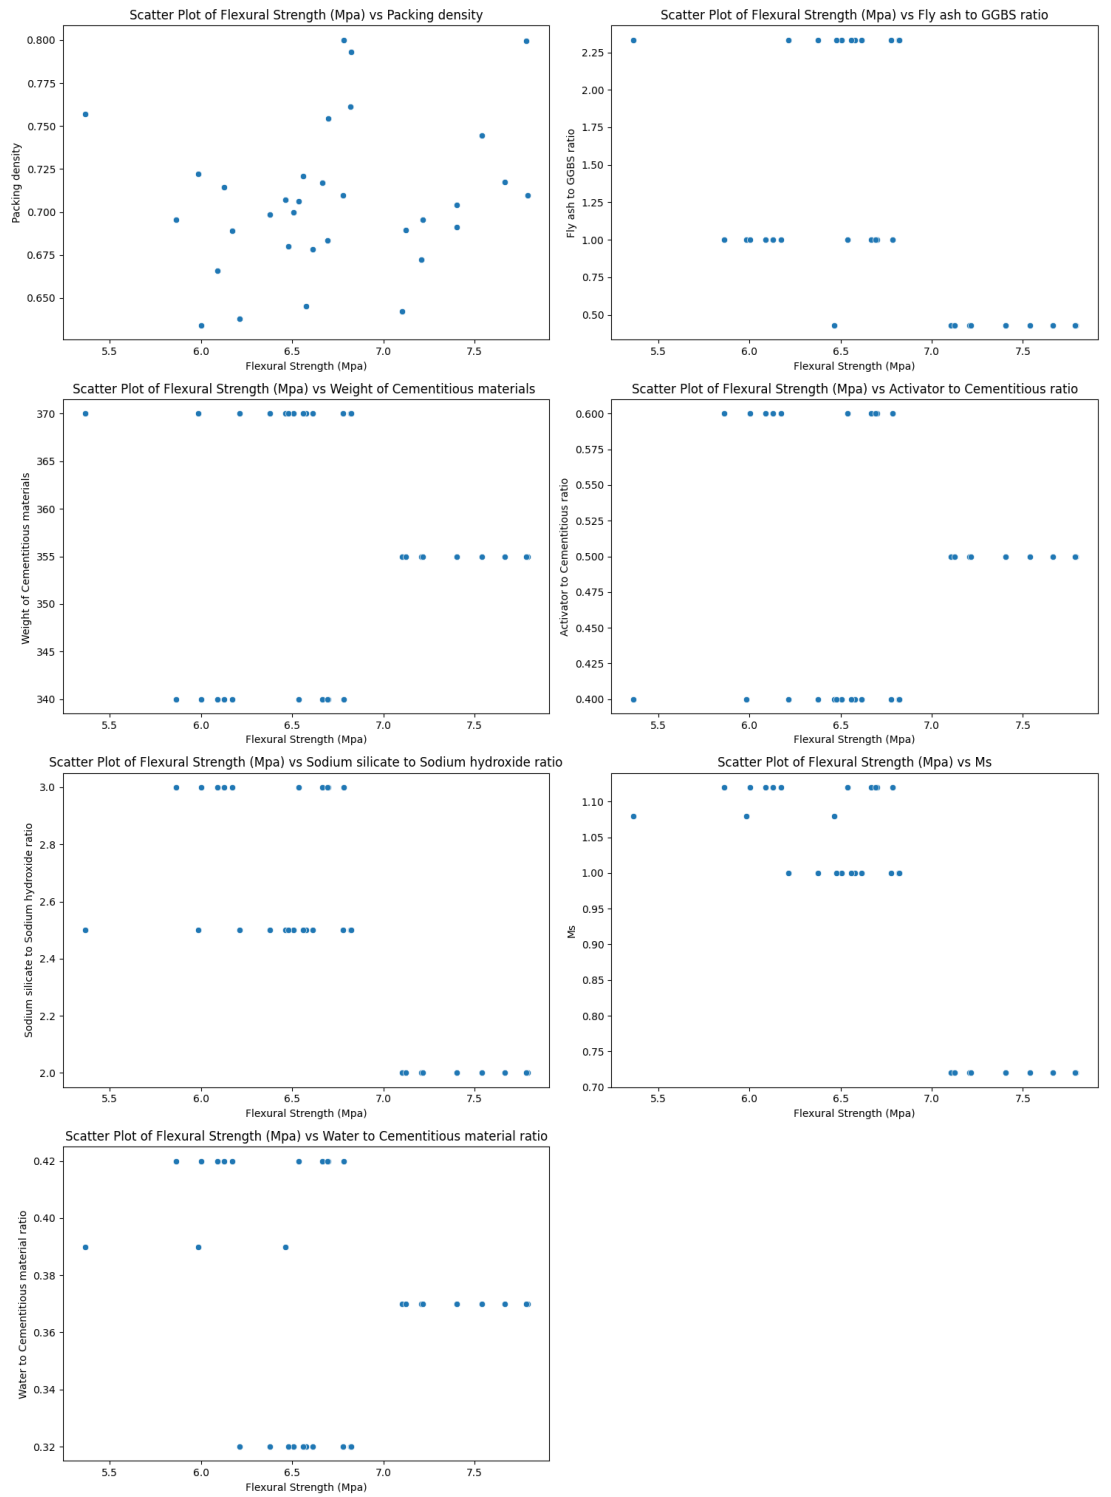 Scatter Plot of Flexural Strength (Mpa) vs Packing density
0.800
0.775
0.750
0.725
0.700
0.675
0.650
Packing density
5.5 6.0 6.5 7.0 7.5
Flexural Strength (Mpa)
Scatter Plot of Flexural Strength (Mpa) vs Fly ash to GGBS ratio
2.25
2.00
1.75
1.50
1.25
1.00
0.75
0.50
Fly ash to GGBS ratio
5.5 6.0 6.5 7.0 7.5
Flexural Strength (Mpa)
Scatter Plot of Flexural Strength (Mpa) vs Weight of Cementitious materials
370
365
360
355
350
345
340
Weight of Cementitious materials
5.5 6.0 6.5 7.0 7.5
Flexural Strength (Mpa)
Scatter Plot of Flexural Strength (Mpa) vs Activator to Cementitious ratio
0.600
0.575
0.550
0.525
0.500
0.475
0.450
0.425
0.400
Activator to Cementitious ratio
5.5 6.0 6.5 7.0 7.5
Flexural Strength (Mpa)
Scatter Plot of Flexural Strength (Mpa) vs Sodium silicate to Sodium hydroxide ratio
3.0
2.8
2.6
2.4
2.2
2.0
Sodium silicate to Sodium hydroxide ratio
5.5 6.0 6.5 7.0 7.5
Flexural Strength (Mpa)
Scatter Plot of Flexural Strength (Mpa) vs Ms
1.10
1.05
1.00
0.95
0.90
0.85
0.80
0.75
0.70
Ms
5.5 6.0 6.5 7.0 7.5
Flexural Strength (Mpa)
Scatter Plot of Flexural Strength (Mpa) vs Water to Cementitious material ratio
0.42
0.40
0.38
0.36
0.34
0.32
Water to Cementitious material ratio
5.5 6.0 6.5 7.0 7.5
Flexural Strength (Mpa)